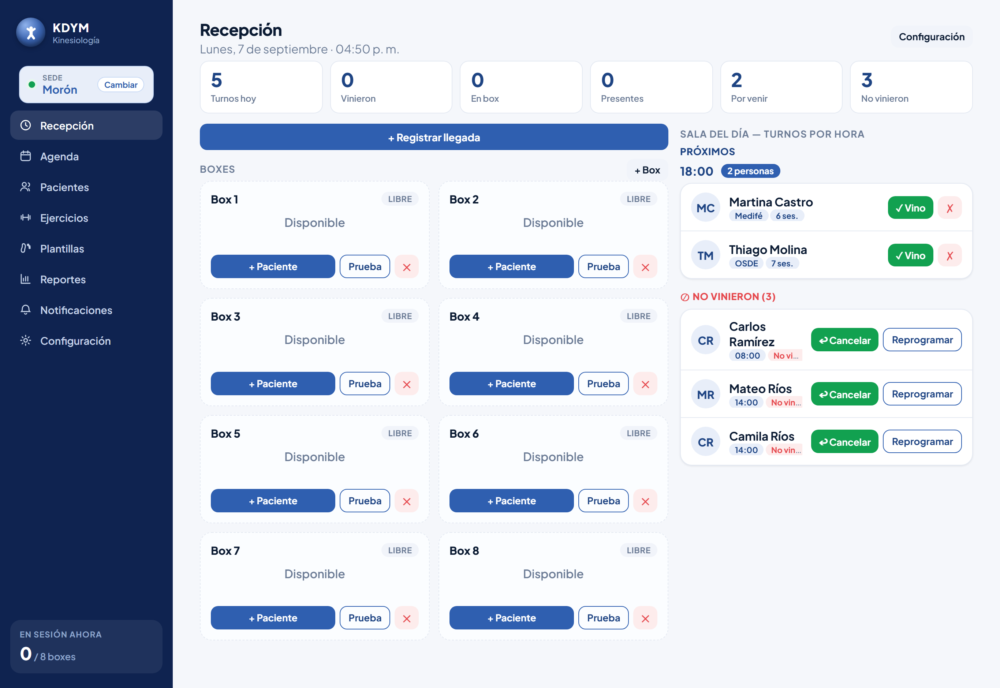 KDYM
Kinesiología
SEDE
Morón
Cambiar
Recepción
Agenda
Pacientes
Ejercicios
Plantillas
Reportes
Notificaciones
Configuración
EN SESIÓN AHORA
0 / 8 boxes
Recepción
Lunes, 7 de septiembre · 04:50 p. m.
Configuración
5
Turnos hoy
0
Vinieron
0
En box
0
Presentes
2
Por venir
3
No vinieron
+ Registrar llegada
BOXES
+ Box
Box 1
LIBRE
Disponible
+ Paciente
Prueba
×
Box 2
LIBRE
Disponible
+ Paciente
Prueba
×
Box 3
LIBRE
Disponible
+ Paciente
Prueba
×
Box 4
LIBRE
Disponible
+ Paciente
Prueba
×
Box 5
LIBRE
Disponible
+ Paciente
Prueba
×
Box 6
LIBRE
Disponible
+ Paciente
Prueba
×
Box 7
LIBRE
Disponible
+ Paciente
Prueba
×
Box 8
LIBRE
Disponible
+ Paciente
Prueba
×
SALA DEL DÍA — TURNOS POR HORA
PRÓXIMOS
18:00 2 personas
MC
Martina Castro
Medifé 6 ses.
✓ Vino ✗
TM
Thiago Molina
OSDE 7 ses.
✓ Vino ✗
⊘ NO VINIERON (3)
CR
Carlos
Ramírez
08:00 No vi...
↩ Cancelar
Reprogramar
MR
Mateo Ríos
14:00 No vin...
↩ Cancelar
Reprogramar
CR
Camila Ríos
14:00 No vin...
↩ Cancelar
Reprogramar